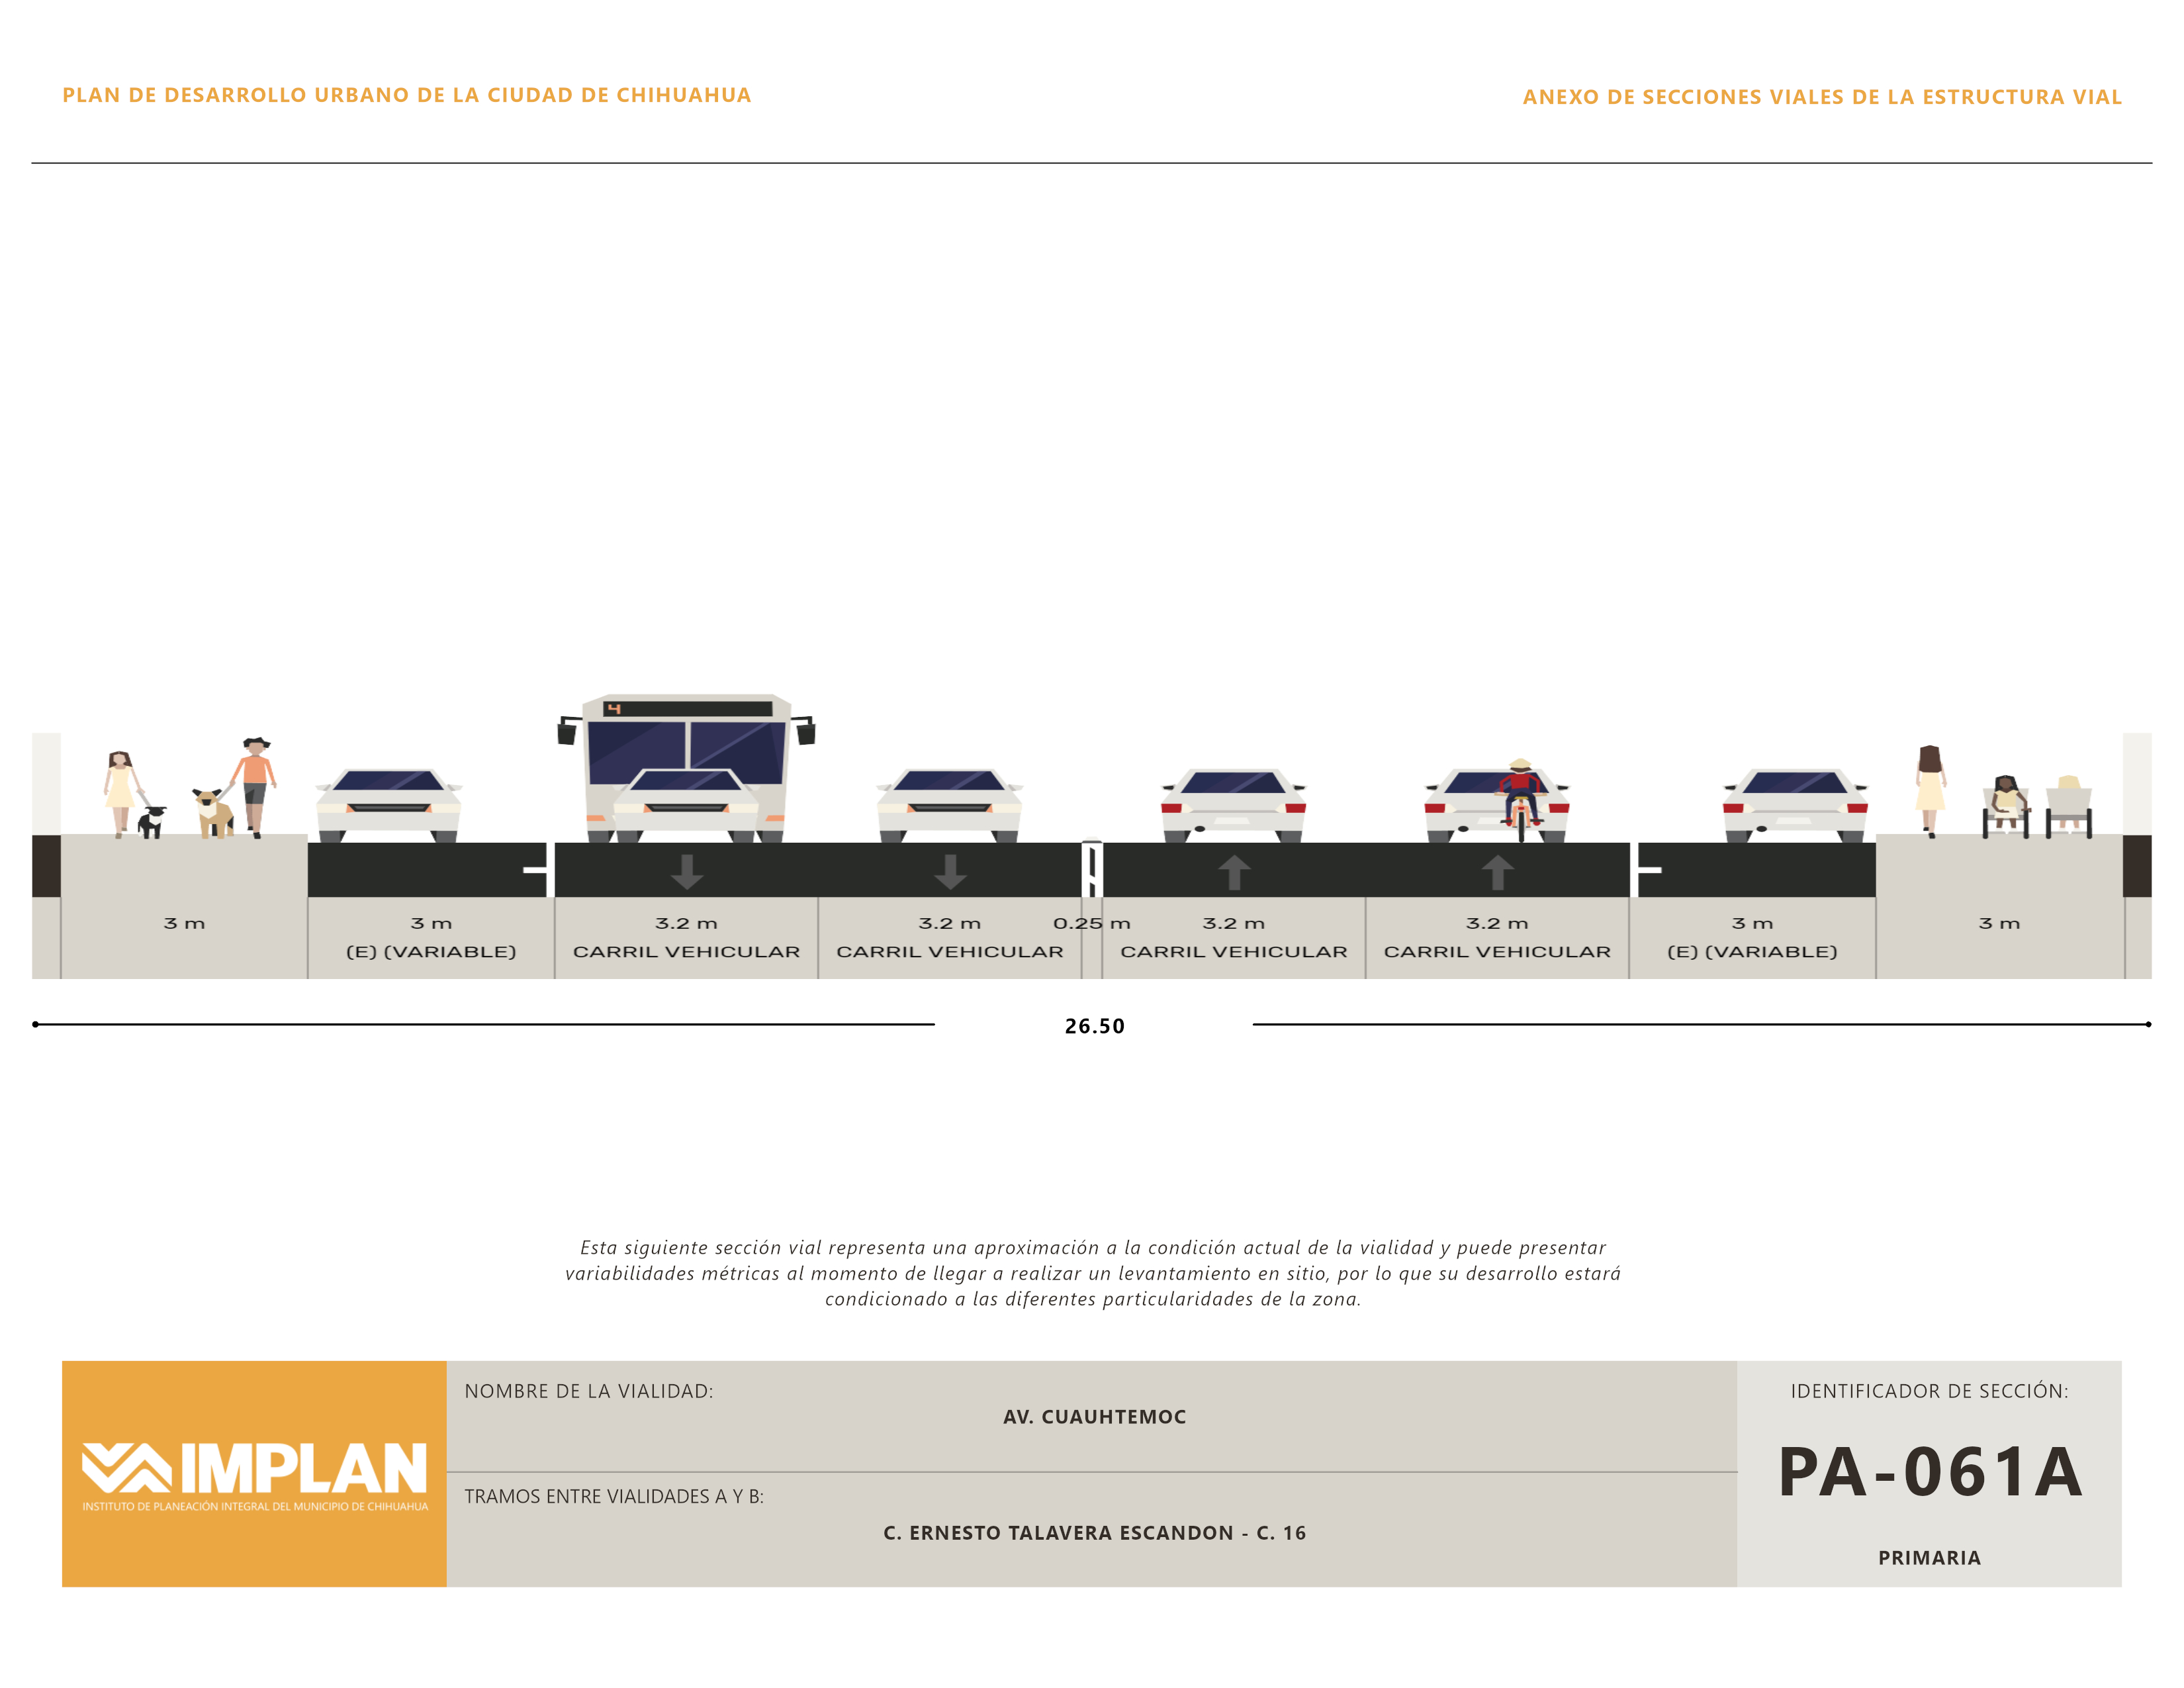 PLAN DE DESARROLLO URBANO DE LA CIUDAD DE CHIHUAHUA
ANEXO DE SECCIONES VIALES DE LA ESTRUCTURA VIAL
4
3 m
3 m
3.2 m
3.2 m
0.25 m
3.2 m
3.2 m
3 m
3 m
(E) (VARIABLE)
CARRIL VEHICULAR
CARRIL VEHICULAR
CARRIL VEHICULAR
CARRIL VEHICULAR
(E) (VARIABLE)
26.50
Esta siguiente sección vial representa una aproximación a la condición actual de la vialidad y puede presentar
variabilidades métricas al momento de llegar a realizar un levantamiento en sitio, por lo que su desarrollo estará
condicionado a las diferentes particularidades de la zona.
IMPLAN
INSTITUTO DE PLANEACIÓN INTEGRAL DEL MUNICIPIO DE CHIHUAHUA
NOMBRE DE LA VIALIDAD:
AV. CUAUHTEMOC
TRAMOS ENTRE VIALIDADES A Y B:
C. ERNESTO TALAVERA ESCANDON - C. 16
IDENTIFICADOR DE SECCIÓN:
PA-061A
PRIMARIA